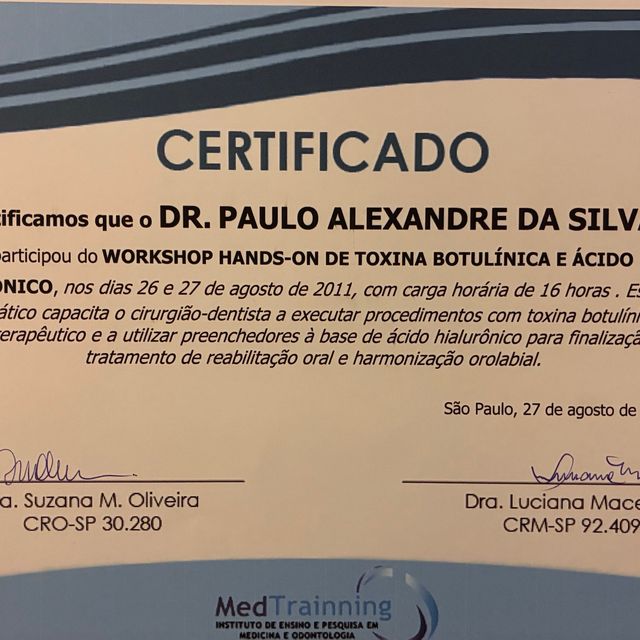 CERTIFICADO
tificamos que o DR. PAULO ALEXANDRE DA SILVA
participou do WORKSHOP HANDS-ON DE TOXINA BOTULÍNICA E ÁCIDO
ÔNICO, nos dias 26 e 27 de agosto de 2011, com carga horária de 16 horas . Es
ático capacita o cirurgião-dentista a executar procedimentos com toxina botulíni
terapêutico e a utilizar preenchedores à base de ácido hialurônico para finalização
tratamento de reabilitação oral e harmonização orolabial.
São Paulo, 27 de agosto de
a. Suzana M. Oliveira
CRO-SP 30.280
Dra. Luciana Mace
CRM-SP 92.409
MedTrainning
INSTITUTO DE ENSINO E PESQUISA EM
MEDICINA E ODONTOLOGIA